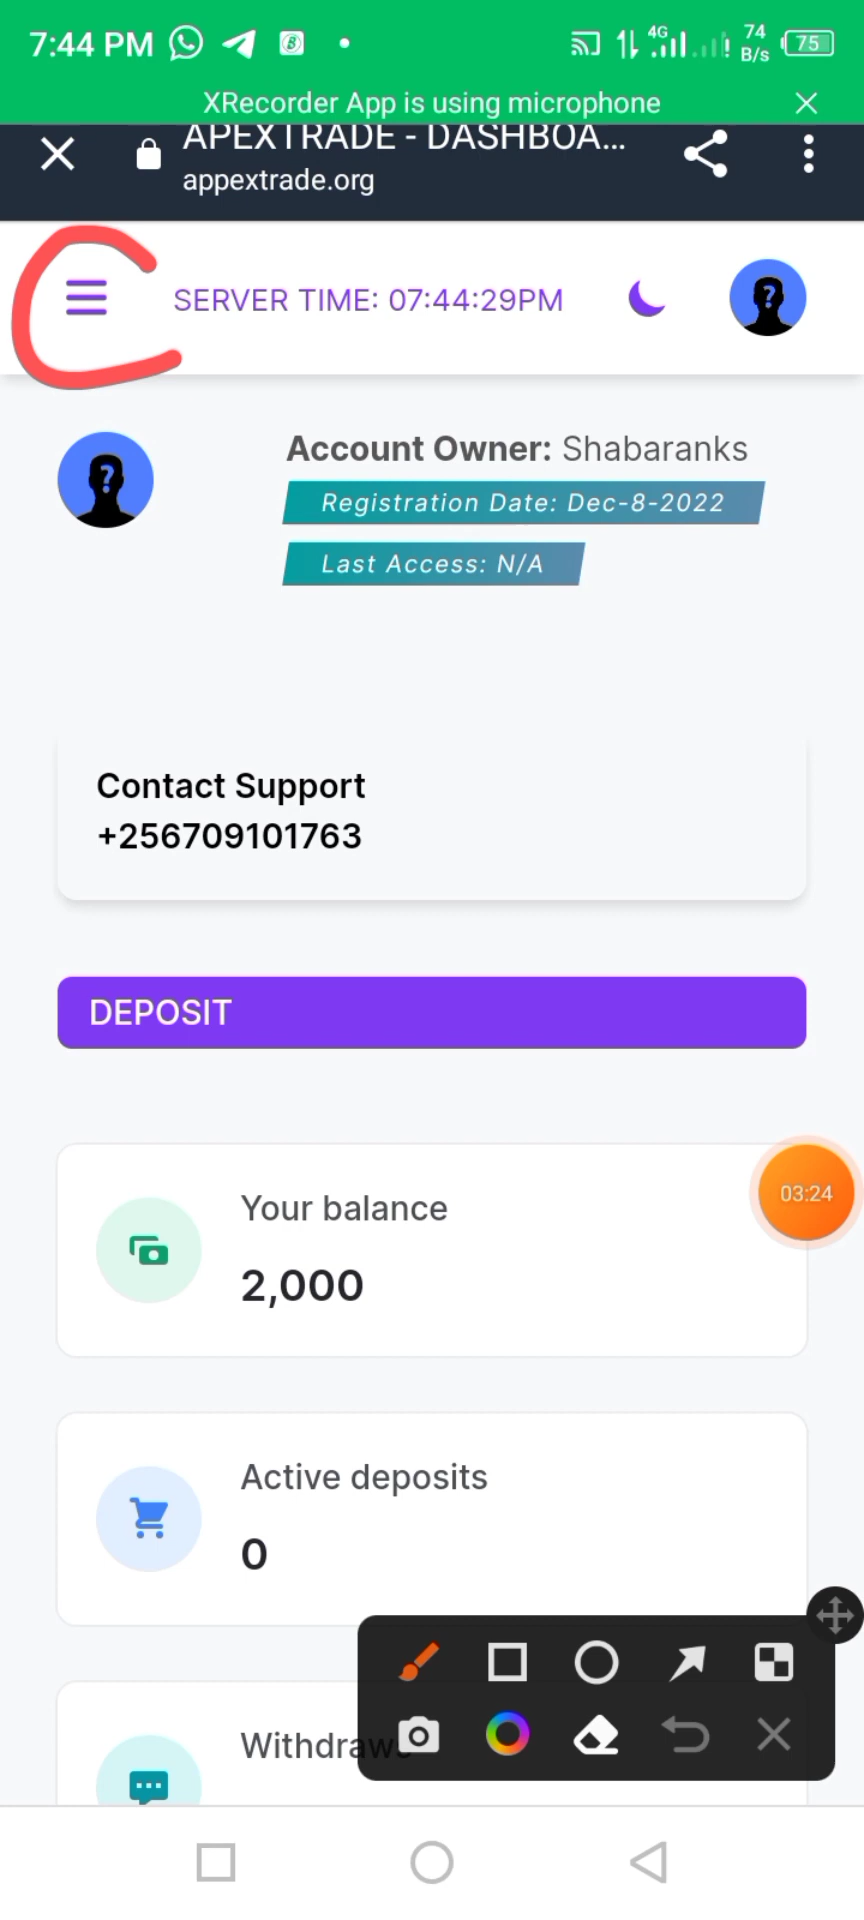 7:44 PM
4G
74 B/s
75
XRecorder App is using microphone
APEXTRADE - DASHBOA...
appextrade.org
SERVER TIME: 07:44:29PM
Account Owner: Shabaranks
Registration Date: Dec-8-2022
Last Access: N/A
Contact Support
+256709101763
DEPOSIT
Your balance
2,000
03:24
Active deposits
0
Withdraws